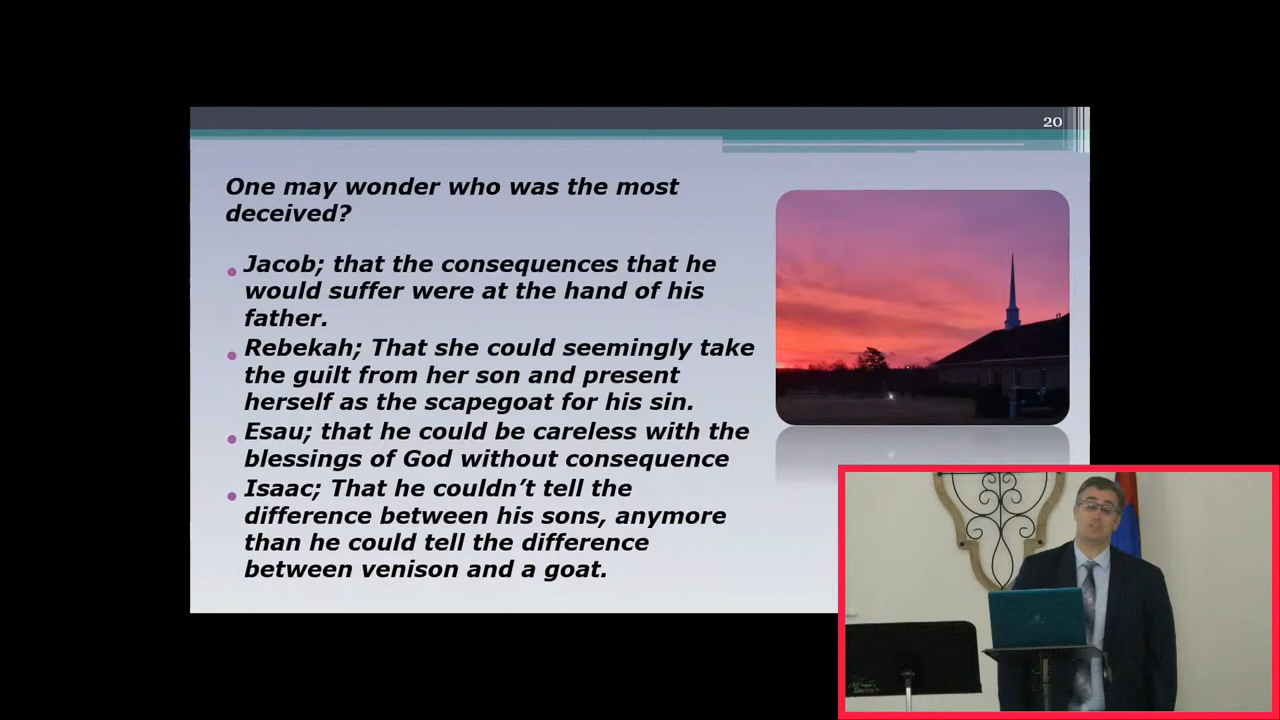 20
One may wonder who was the most
deceived?
Jacob; that the consequences that he
would suffer were at the hand of his
father.
Rebekah; That she could seemingly take
the guilt from her son and present
herself as the scapegoat for his sin.
Esau; that he could be careless with the
blessings of God without consequence
Isaac; That he couldn’t tell the
difference between his sons, anymore
than he could tell the difference
between venison and a goat.